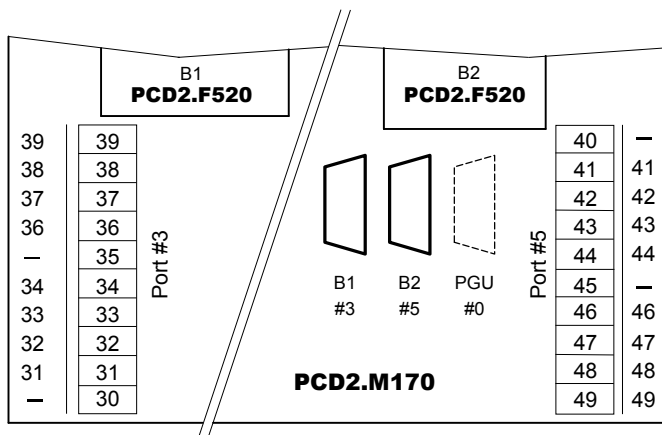 B1
PCD2.F520
B2
PCD2.F520
39 39
38 38
37 37
36 36
— 35
34 34
33 33
32 32
31 31
— 30
Port #3
B1 B2 PGU
#3 #5 #0
PCD2.M170
Port #5
40 —
41 41
42 42
43 43
44 44
45 —
46 46
47 47
48 48
49 49